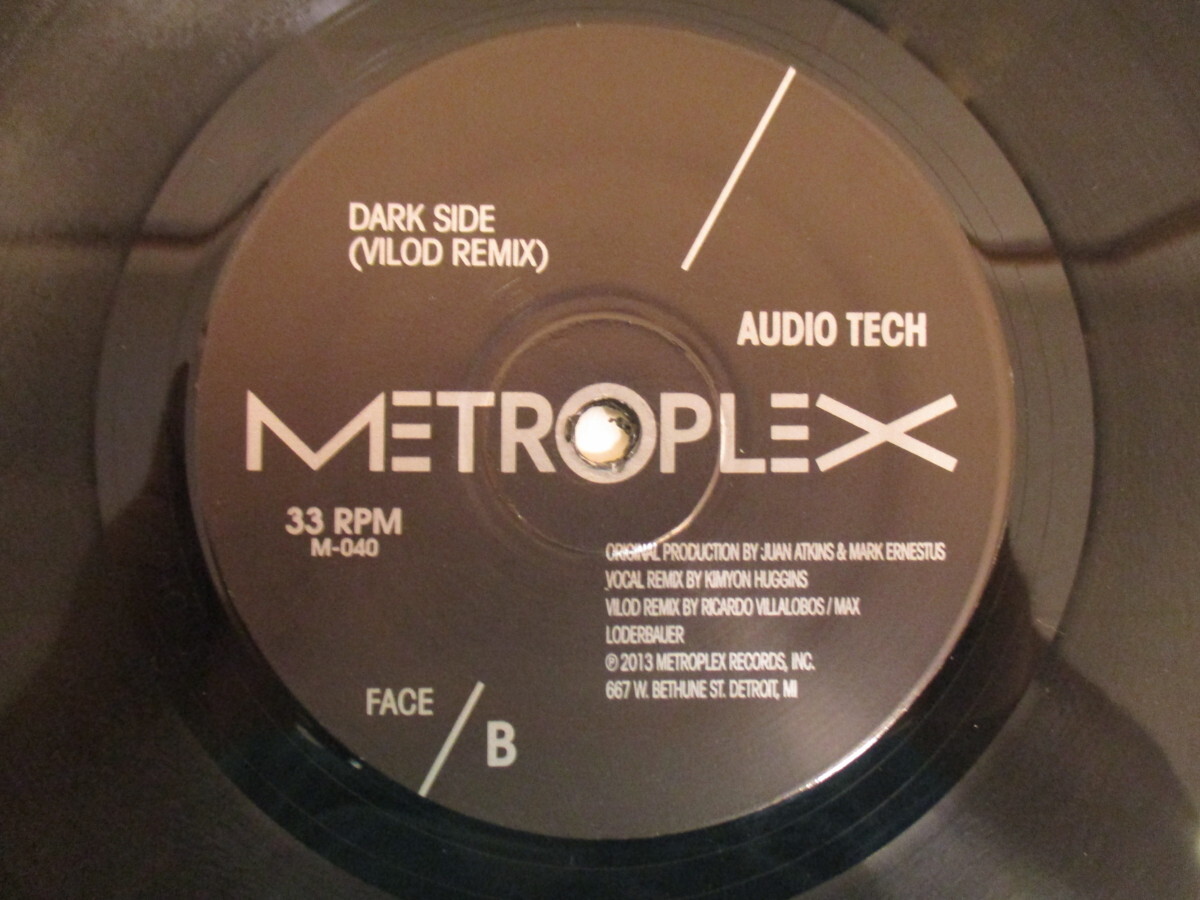 DARK SIDE
(VILOD REMIX)
AUDIO TECH
METROPLEX
33 RPM
M-040
ORIGINAL PRODUCTION BY JUAN ATKINS & MARK ERNESTUS
VOCAL REMIX BY KIMYON HUGGINS
VILOD REMIX BY RICARDO VILLALOBOS / MAX
LODERBAUER
℗ 2013 METROPLEX RECORDS, INC.
667 W. BETHUNE ST. DETROIT, MI
FACE / B